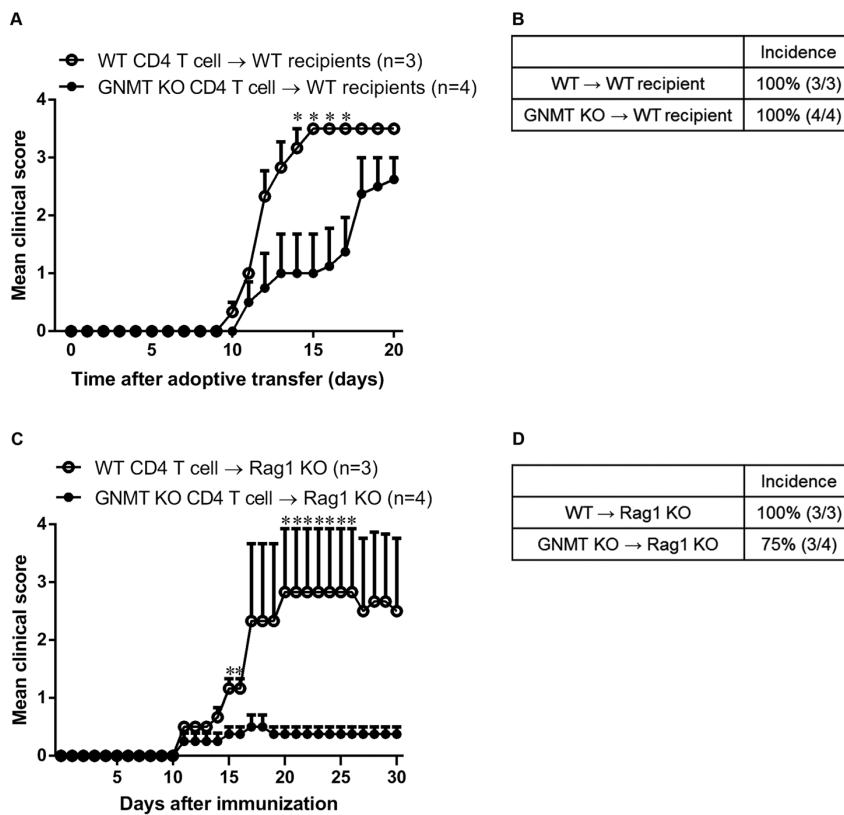 A
WT CD4 T cell → WT recipients (n=3)
GNMT KO CD4 T cell → WT recipients (n=4)
4
3
2
1
0
Mean clinical score
* * * *
0 5 10 15 20
Time after adoptive transfer (days)
B
Incidence
WT → WT recipient 100% (3/3)
GNMT KO → WT recipient 100% (4/4)
C
WT CD4 T cell → Rag1 KO (n=3)
GNMT KO CD4 T cell → Rag1 KO (n=4)
4
3
2
1
0
Mean clinical score
*******
**
5 10 15 20 25 30
Days after immunization
D
Incidence
WT → Rag1 KO 100% (3/3)
GNMT KO → Rag1 KO 75% (3/4)